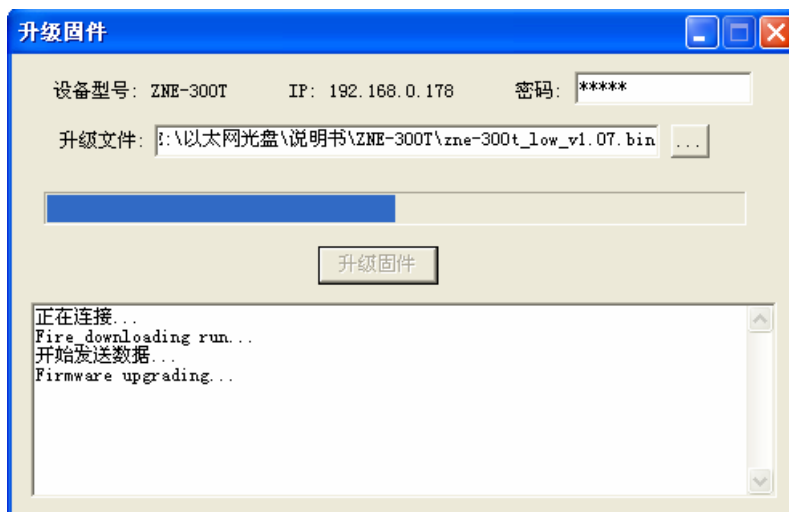 升级固件
设备型号: ZNE-300T IP: 192.168.0.178 密码: *****
升级文件: :\以太网光盘\说明书\ZNE-300T\zne-300t_low_v1.07.bin ...
升级固件
正在连接...
Fire_downloading run...
开始发送数据...
Firmware upgrading...